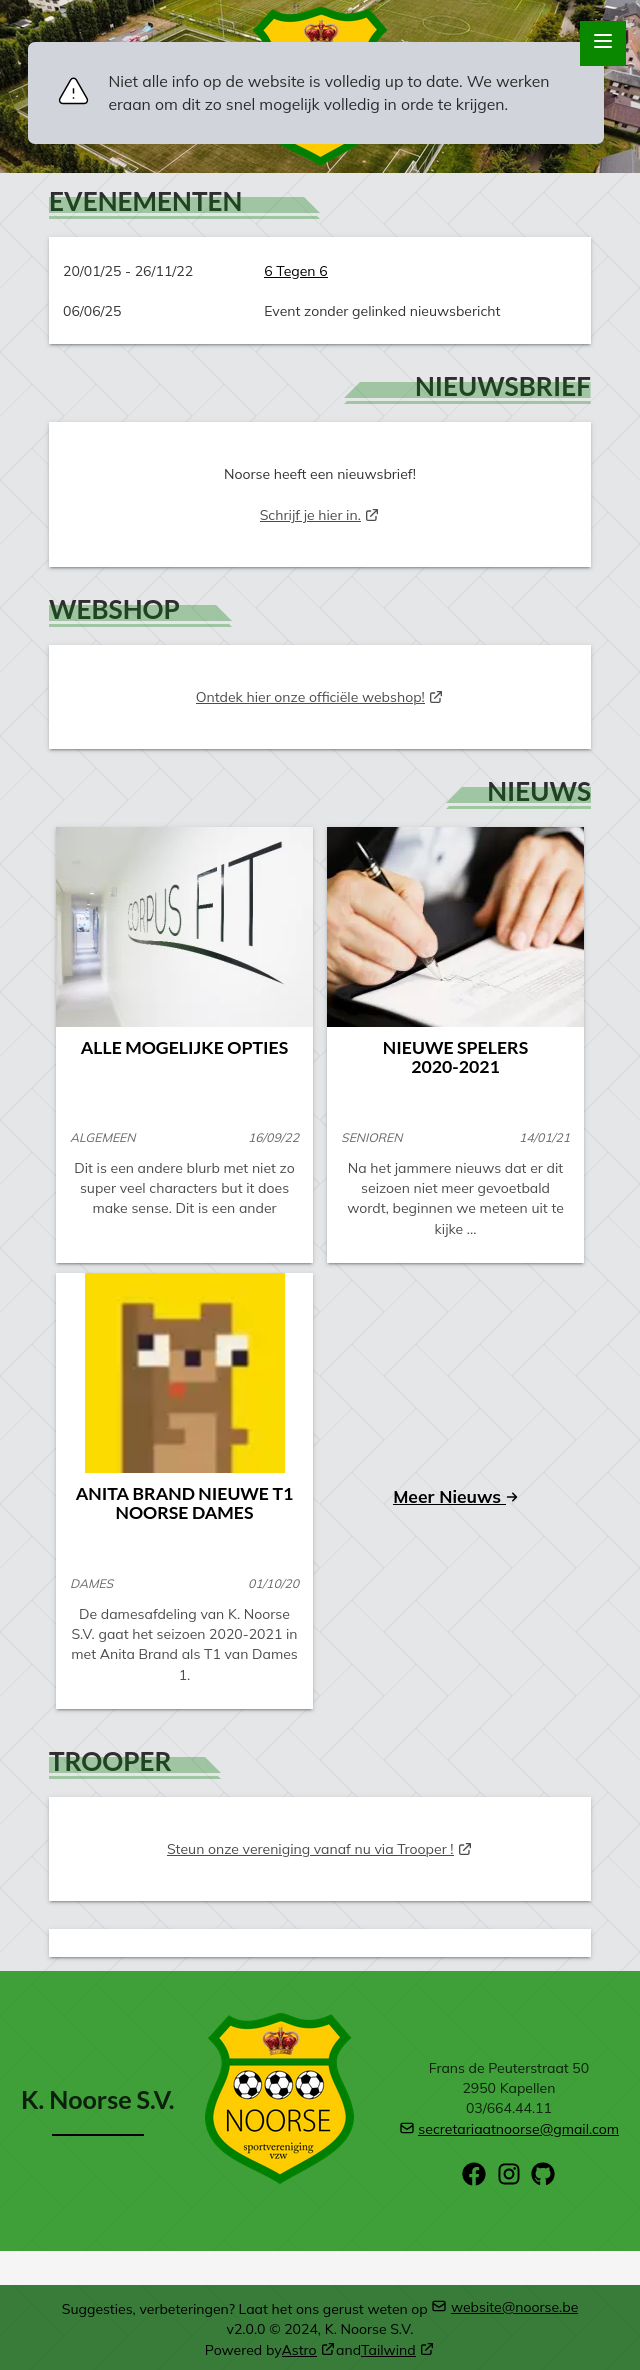 Niet alle info op de website is volledig up to date. We werken
eraan om dit zo snel mogelijk volledig in orde te krijgen.
EVENEMENTEN
20/01/25 - 26/11/22 6 Tegen 6
06/06/25 Event zonder gelinked nieuwsbericht
NIEUWSBRIEF
Noorse heeft een nieuwsbrief!
Schrijf je hier in.
WEBSHOP
Ontdek hier onze officiële webshop!
NIEUWS
CORPUS FIT
ALLE MOGELIJKE OPTIES
ALGEMEEN 16/09/22
Dit is een andere blurb met niet zo
super veel characters but it does
make sense. Dit is een ander
NIEUWE SPELERS
2020-2021
SENIOREN 14/01/21
Na het jammere nieuws dat er dit
seizoen niet meer gevoetbald
wordt, beginnen we meteen uit te
kijke ...
ANITA BRAND NIEUWE T1
NOORSE DAMES
DAMES 01/10/20
De damesafdeling van K. Noorse
S.V. gaat het seizoen 2020-2021 in
met Anita Brand als T1 van Dames
1.
Meer Nieuws →
TROOPER
Steun onze vereniging vanaf nu via Trooper !
K. Noorse S.V.
NOORSE
sportvereniging
vzw
Frans de Peuterstraat 50
2950 Kapellen
03/664.44.11
secretariaatnoorse@gmail.com
Suggesties, verbeteringen? Laat het ons gerust weten op website@noorse.be
v2.0.0 © 2024, K. Noorse S.V.
Powered byAstro andTailwind